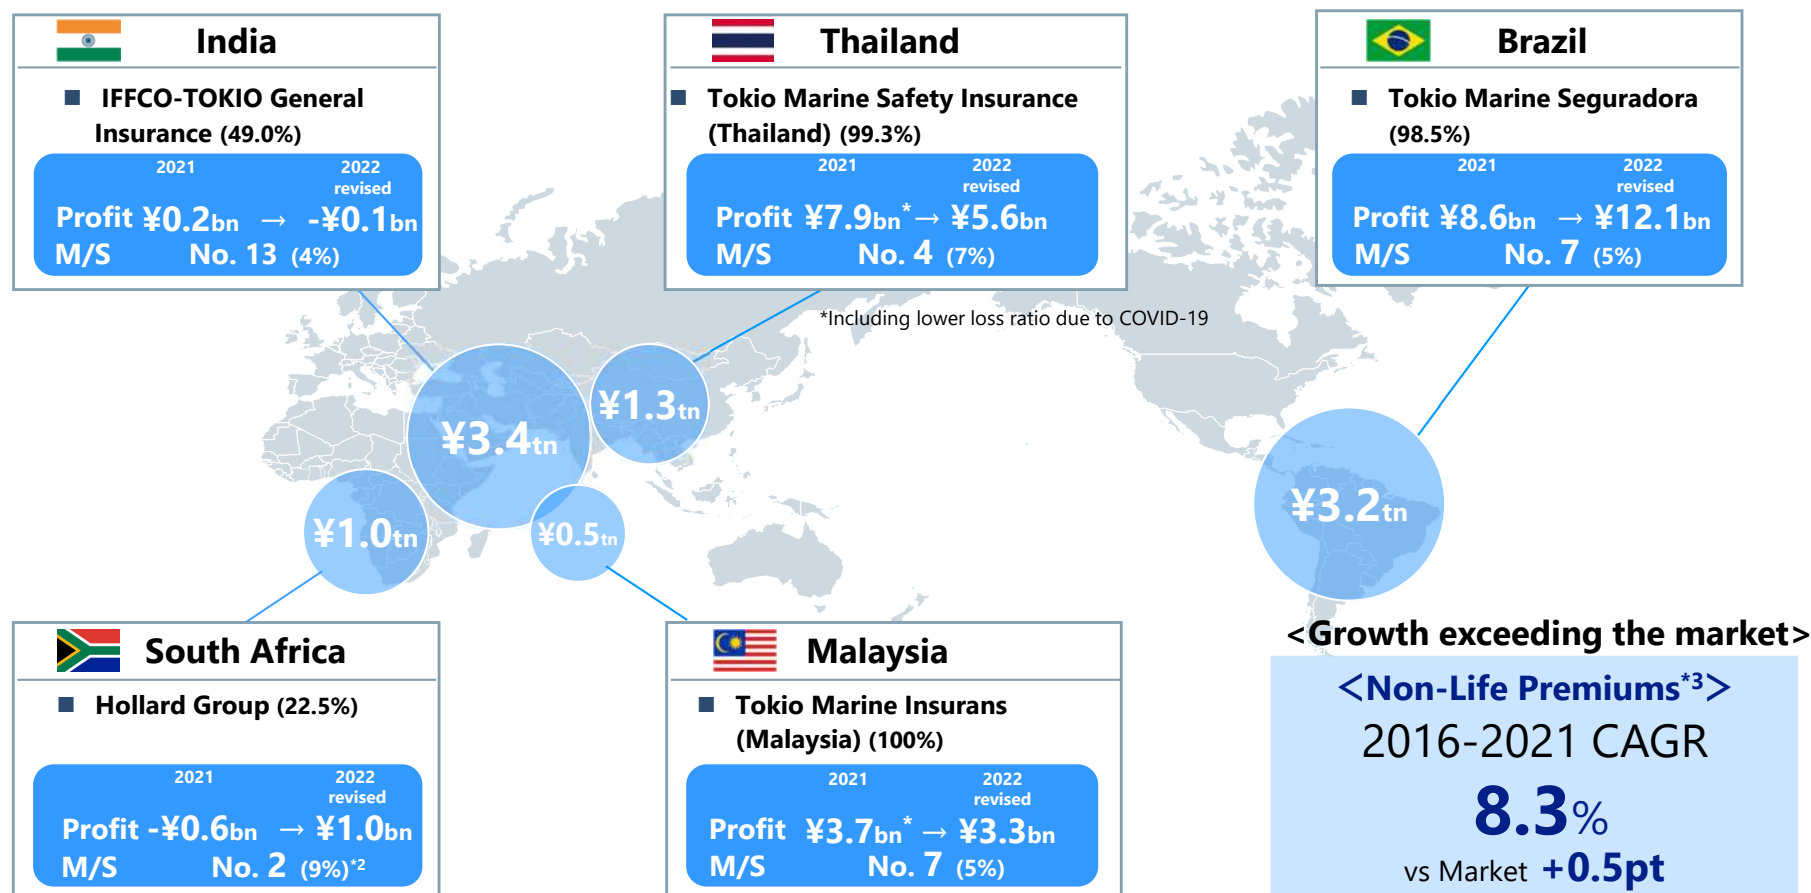 India
■ IFFCO-TOKIO General
Insurance (49.0%)
2021 2022
revised
Profit ¥0.2bn → -¥0.1bn
M/S No. 13 (4%)
Thailand
■ Tokio Marine Safety Insurance
(Thailand) (99.3%)
2021 2022
revised
Profit ¥7.9bn* → ¥5.6bn
M/S No. 4 (7%)
*Including lower loss ratio due to COVID-19
Brazil
■ Tokio Marine Seguradora
(98.5%)
2021 2022
revised
Profit ¥8.6bn → ¥12.1bn
M/S No. 7 (5%)
¥3.4tn
¥1.3tn
¥1.0tn
¥0.5tn
¥3.2tn
South Africa
■ Hollard Group (22.5%)
2021 2022
revised
Profit -¥0.6bn → ¥1.0bn
M/S No. 2 (9%)*2
Malaysia
■ Tokio Marine Insurans
(Malaysia) (100%)
2021 2022
revised
Profit ¥3.7bn* → ¥3.3bn
M/S No. 7 (5%)
<Growth exceeding the market>
<Non-Life Premiums*3>
2016-2021 CAGR
8.3%
vs Market +0.5pt